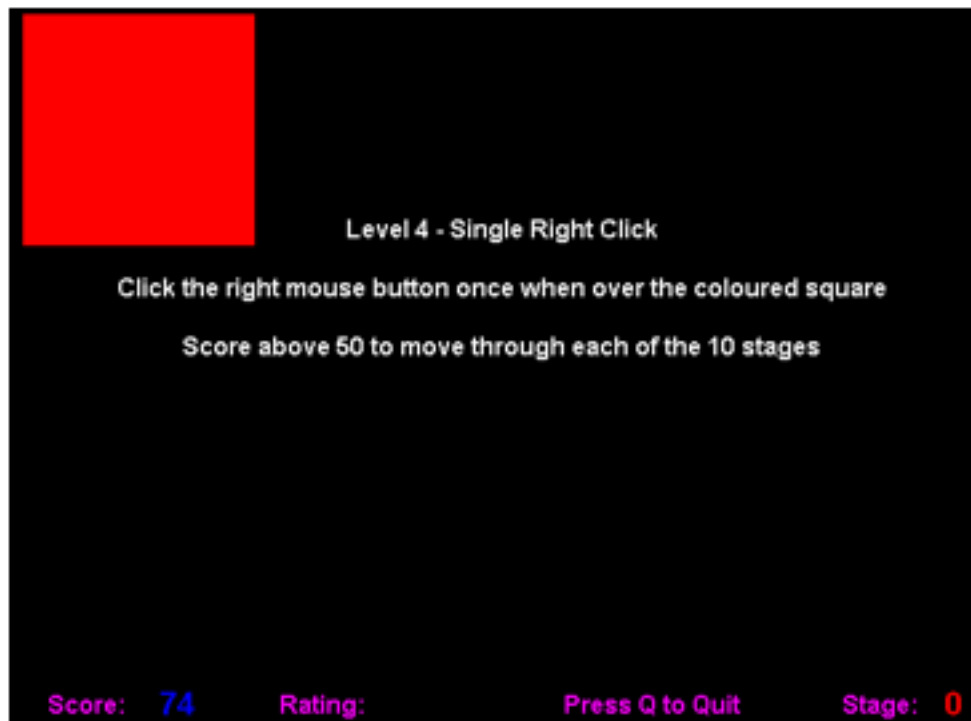 Level 4 - Single Right Click
Click the right mouse button once when over the coloured square
Score above 50 to move through each of the 10 stages
Score: 74 Rating: Press Q to Quit Stage: 0